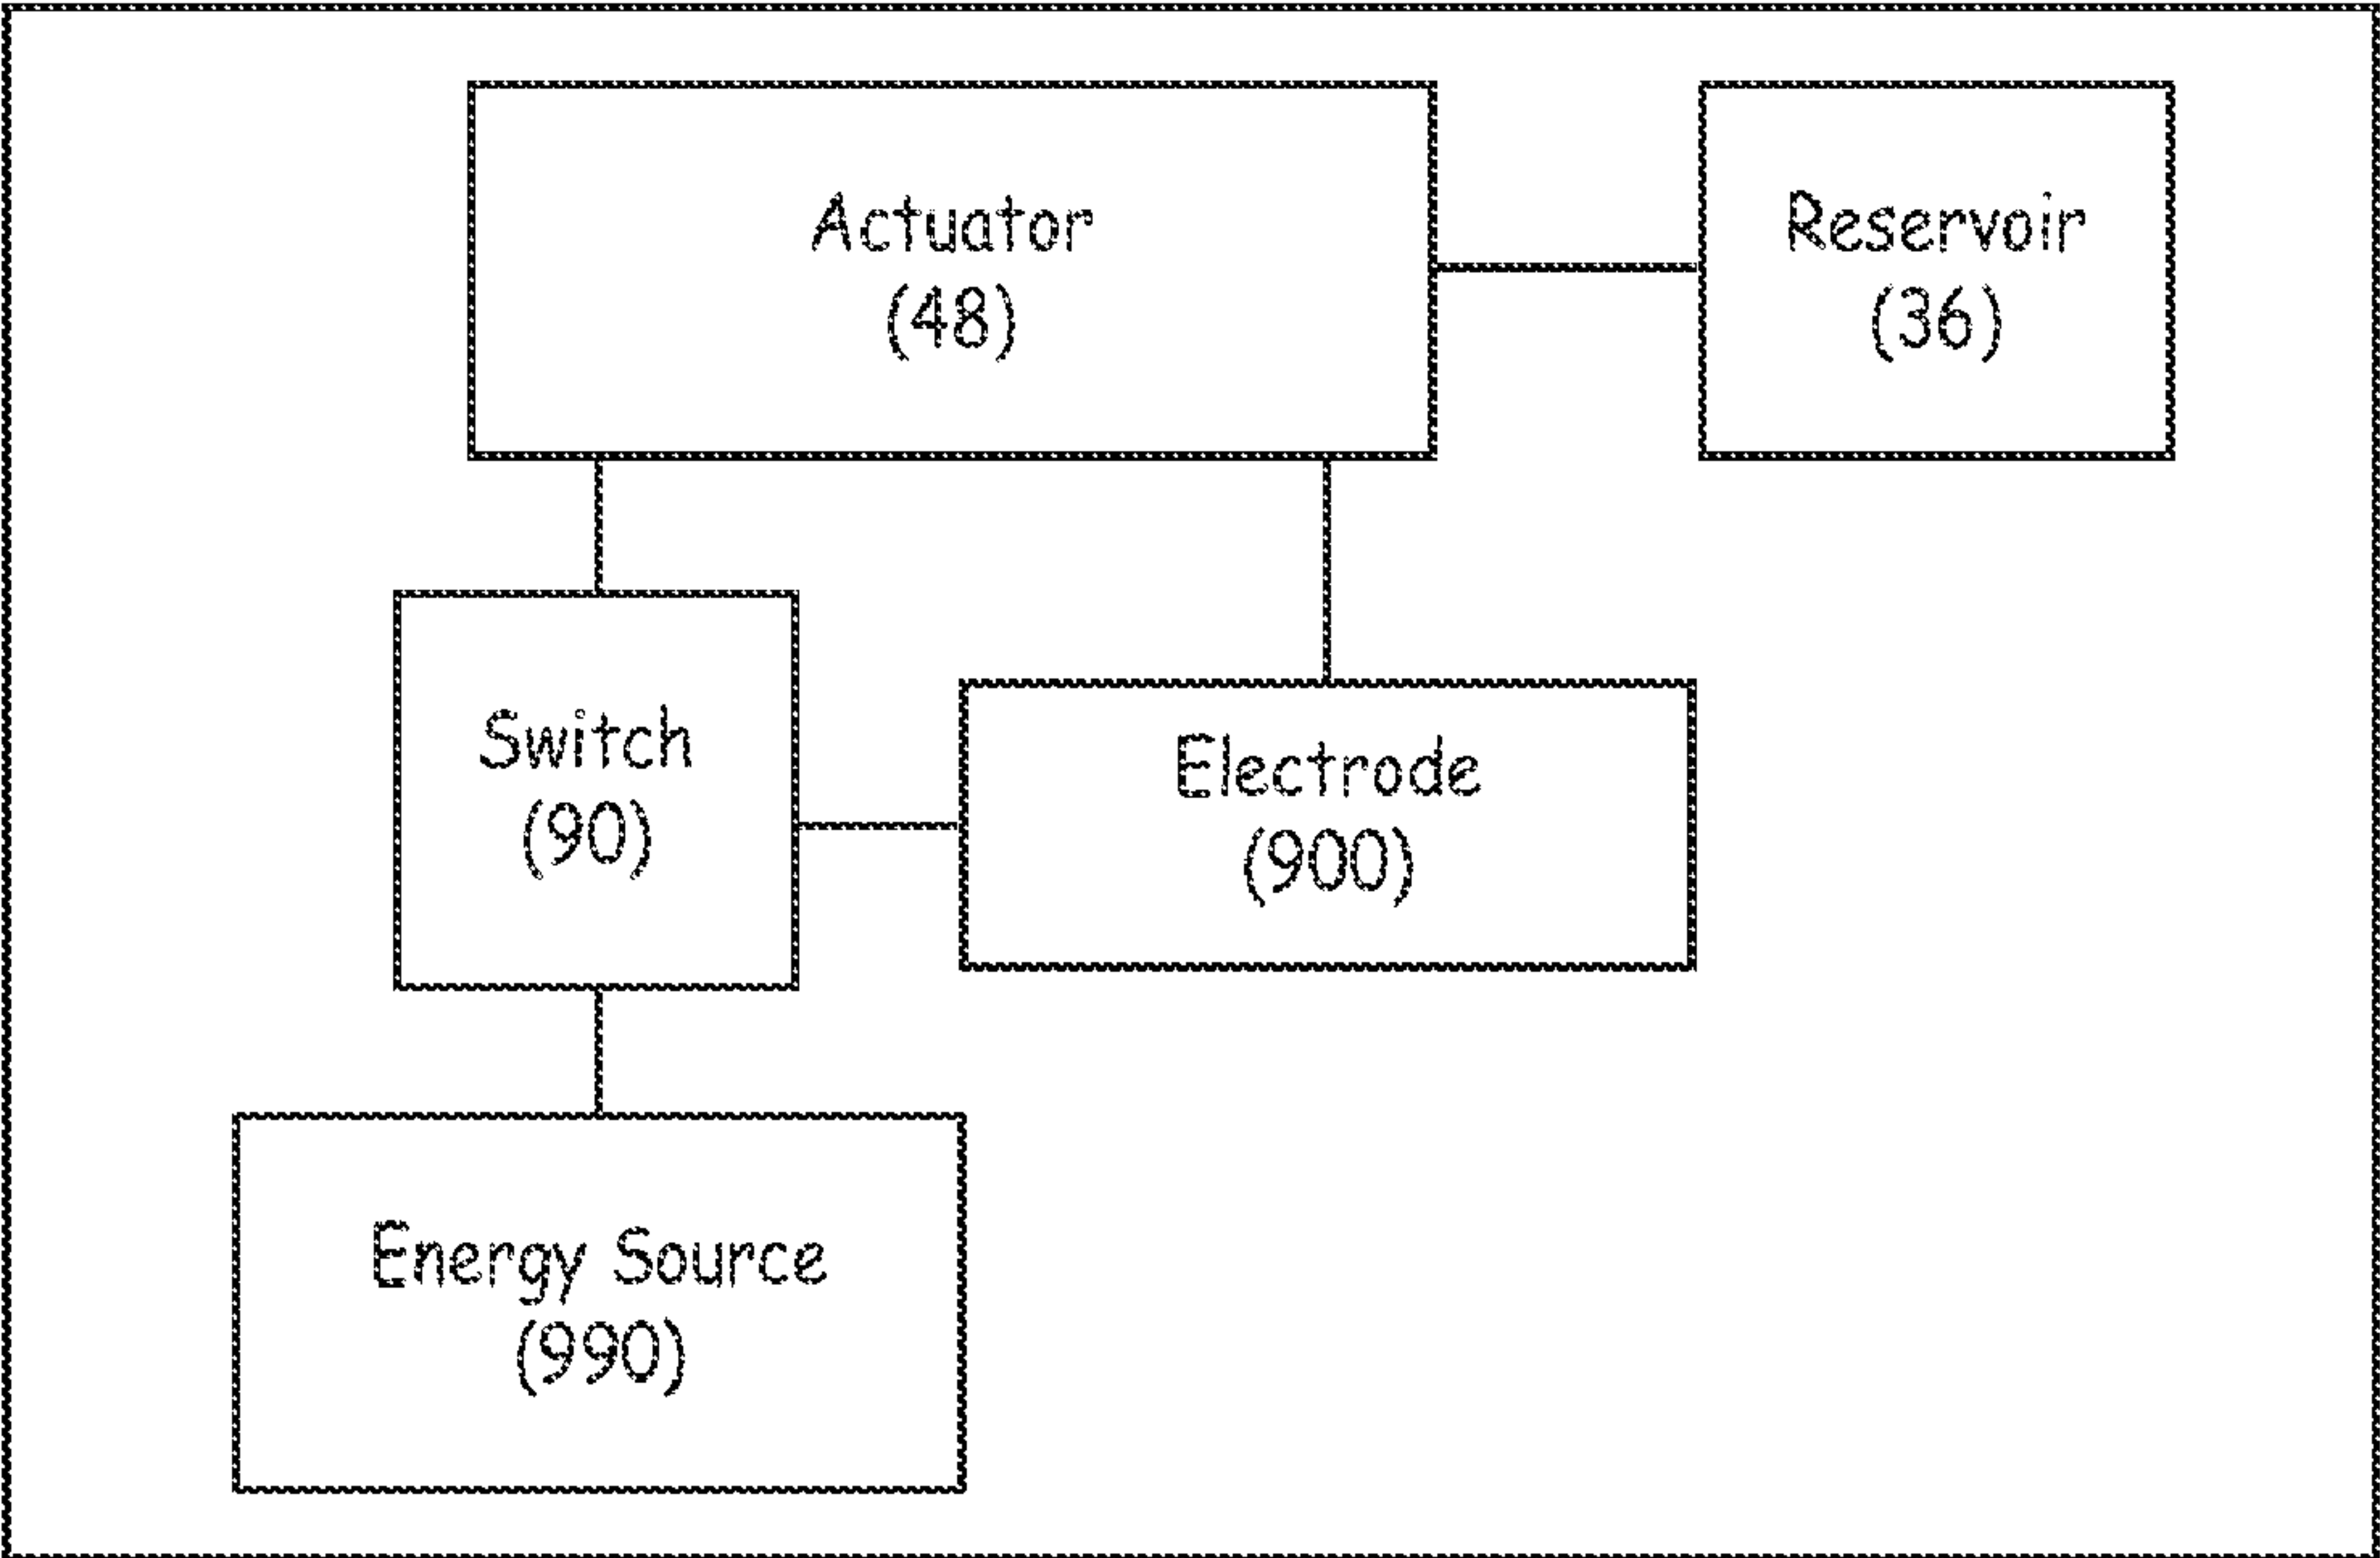 Actuator
(48)
Reservoir
(36)
Switch
(90)
Electrode
(900)
Energy Source
(990)